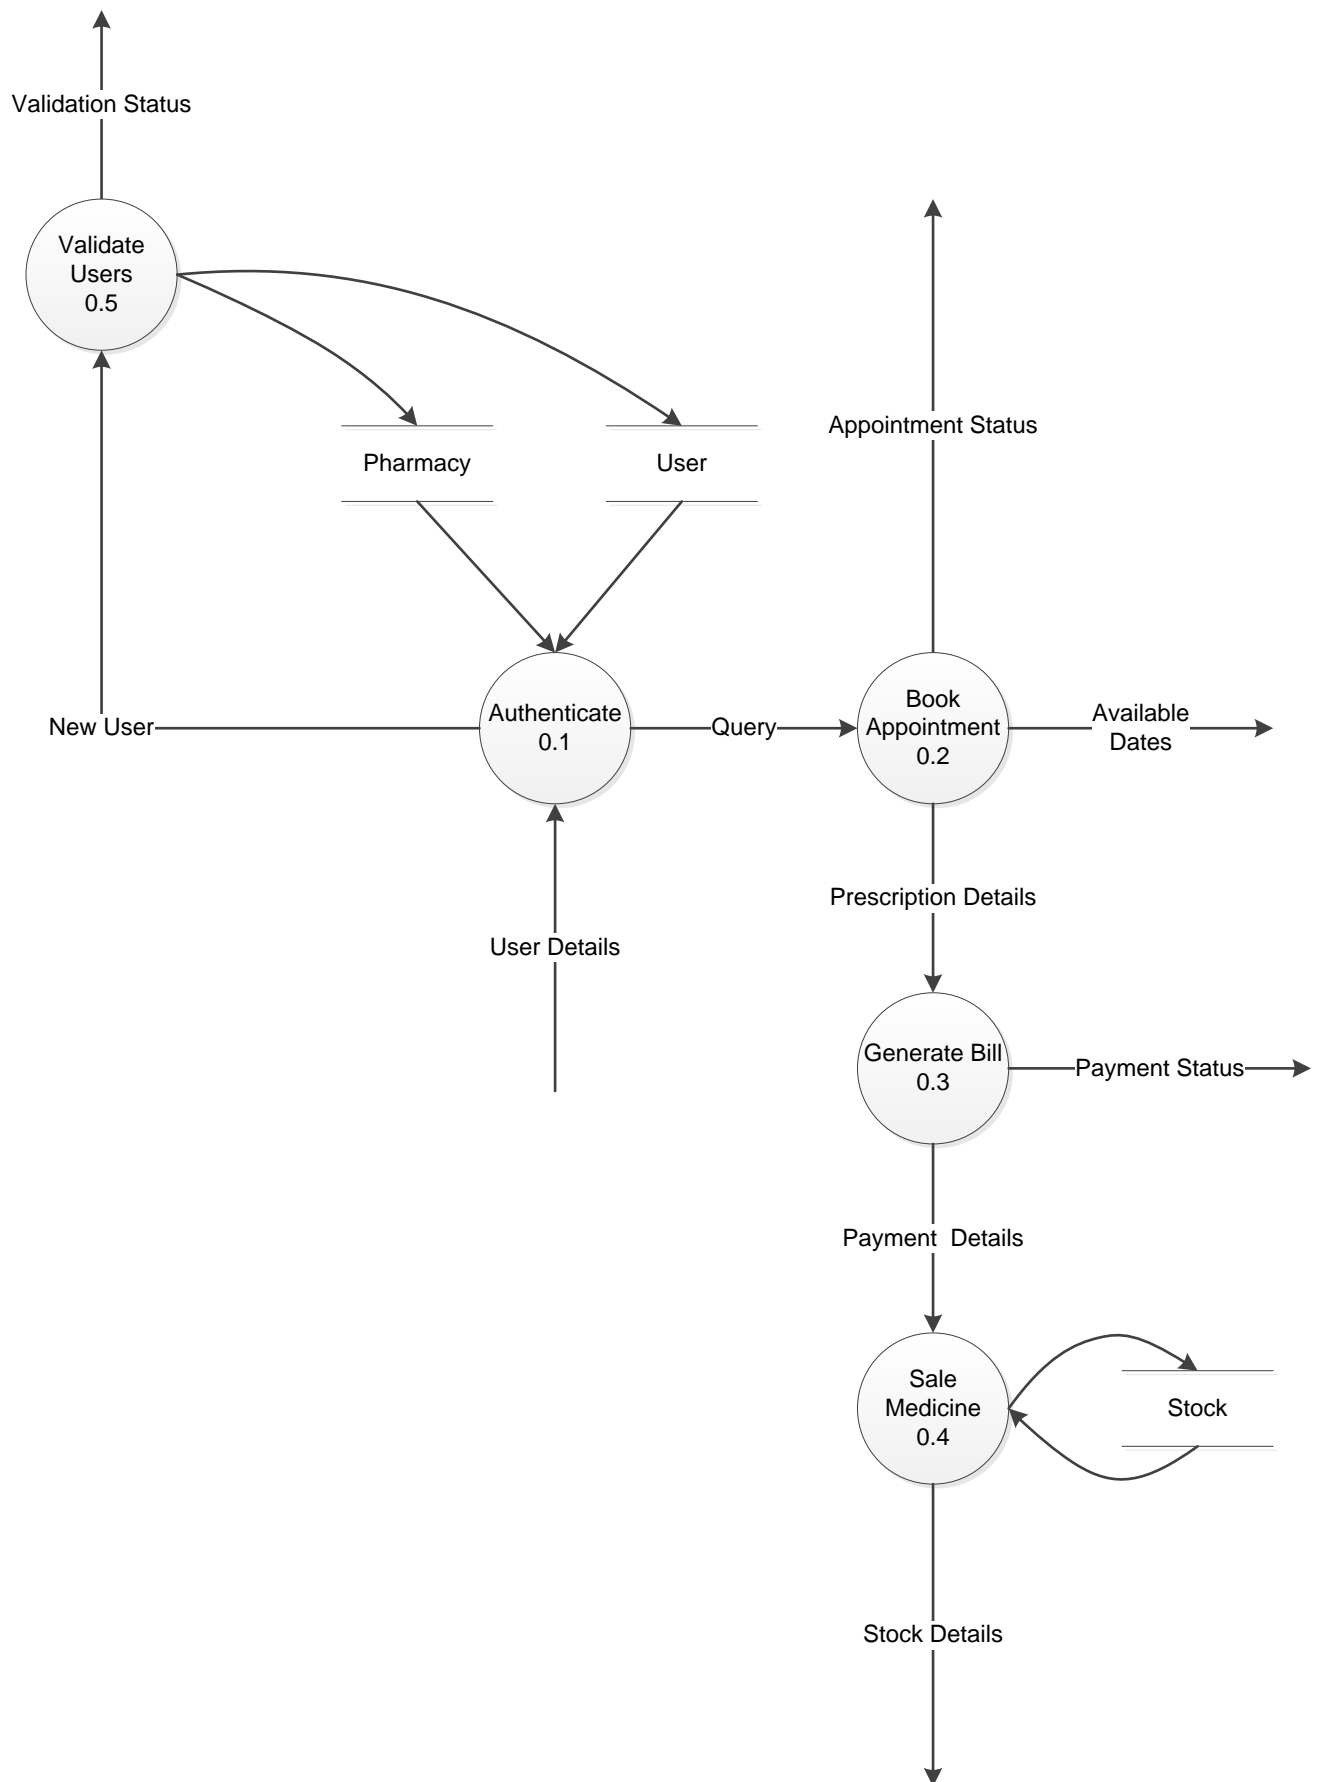 Validation Status
Validate
Users
0.5
Appointment Status
Pharmacy
User
New User
Authenticate
0.1
Query
Book
Appointment
0.2
Available
Dates
Prescription Details
User Details
Generate Bill
0.3
Payment Status
Payment  Details
Sale
Medicine
0.4
Stock
Stock Details